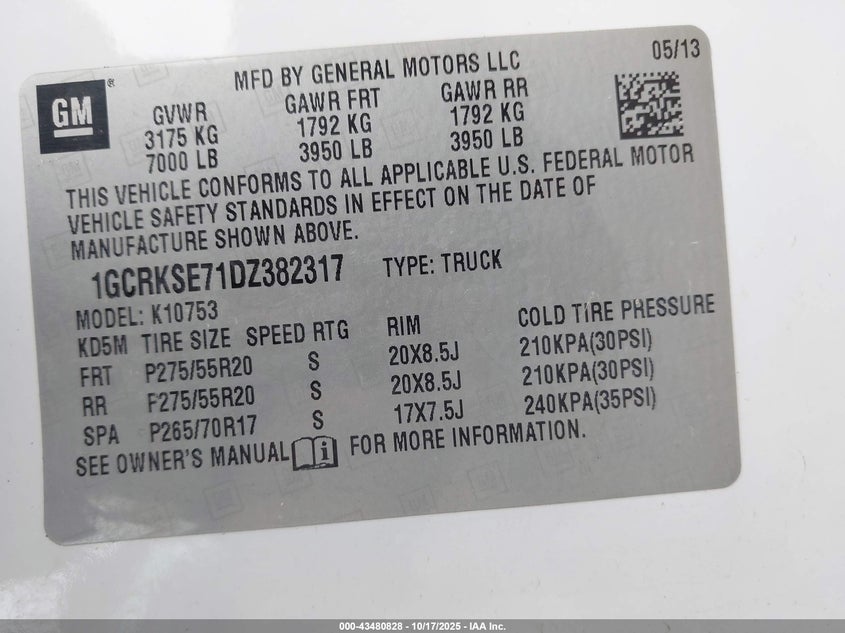 GM ®
MFD BY GENERAL MOTORS LLC 05/13
GVWR GAWR FRT GAWR RR
3175 KG 1792 KG 1792 KG
7000 LB 3950 LB 3950 LB
THIS VEHICLE CONFORMS TO ALL APPLICABLE U.S. FEDERAL MOTOR
VEHICLE SAFETY STANDARDS IN EFFECT ON THE DATE OF
MANUFACTURE SHOWN ABOVE.
1GCRKSE71DZ382317 TYPE: TRUCK
MODEL: K10753
KD5M TIRE SIZE SPEED RTG RIM COLD TIRE PRESSURE
FRT P275/55R20 S 20X8.5J 210KPA(30PSI)
RR P275/55R20 S 20X8.5J 210KPA(30PSI)
SPA P265/70R17 S 17X7.5J 240KPA(35PSI)
SEE OWNER'S MANUAL FOR MORE INFORMATION.
000-43480828 - 10/17/2025 - IAA Inc.